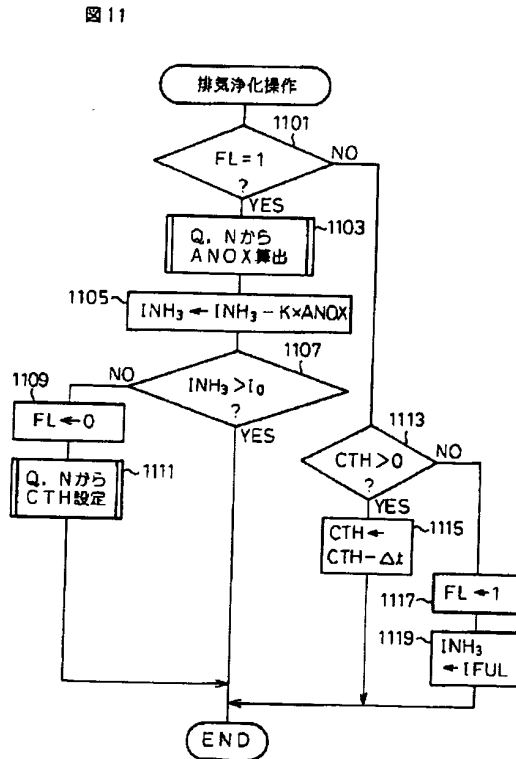 図11
排気浄化操作
1101
FL=1
?
NO
YES
Q, Nから
ANOX算出
1103
1105
INH₃ ← INH₃ − K×ANOX
1107
INH₃ > I₀
?
NO
YES
1109
FL←0
Q, Nから
CTH設定
1111
1113
CTH>0
?
NO
YES
CTH←
CTH−Δt
1115
1117
FL←1
1119
INH₃
←IFUL
END